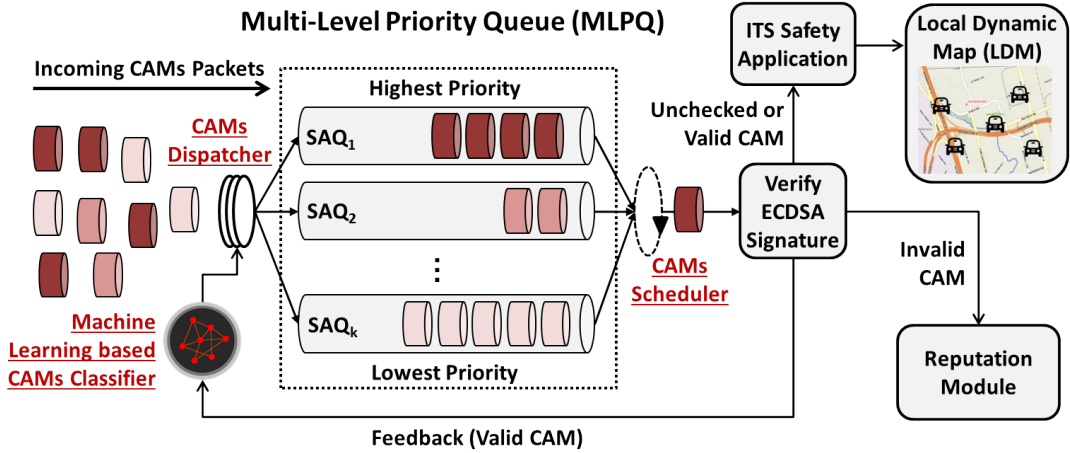 Multi-Level Priority Queue (MLPQ)
Incoming CAMs Packets
CAMs
Dispatcher
Machine
Learning based
CAMs Classifier
Highest Priority
SAQ1
SAQ2
⋮
SAQk
Lowest Priority
CAMs
Scheduler
Verify
ECDSA
Signature
Unchecked or
Valid CAM
ITS Safety
Application
Local Dynamic
Map (LDM)
Invalid
CAM
Reputation
Module
Feedback (Valid CAM)